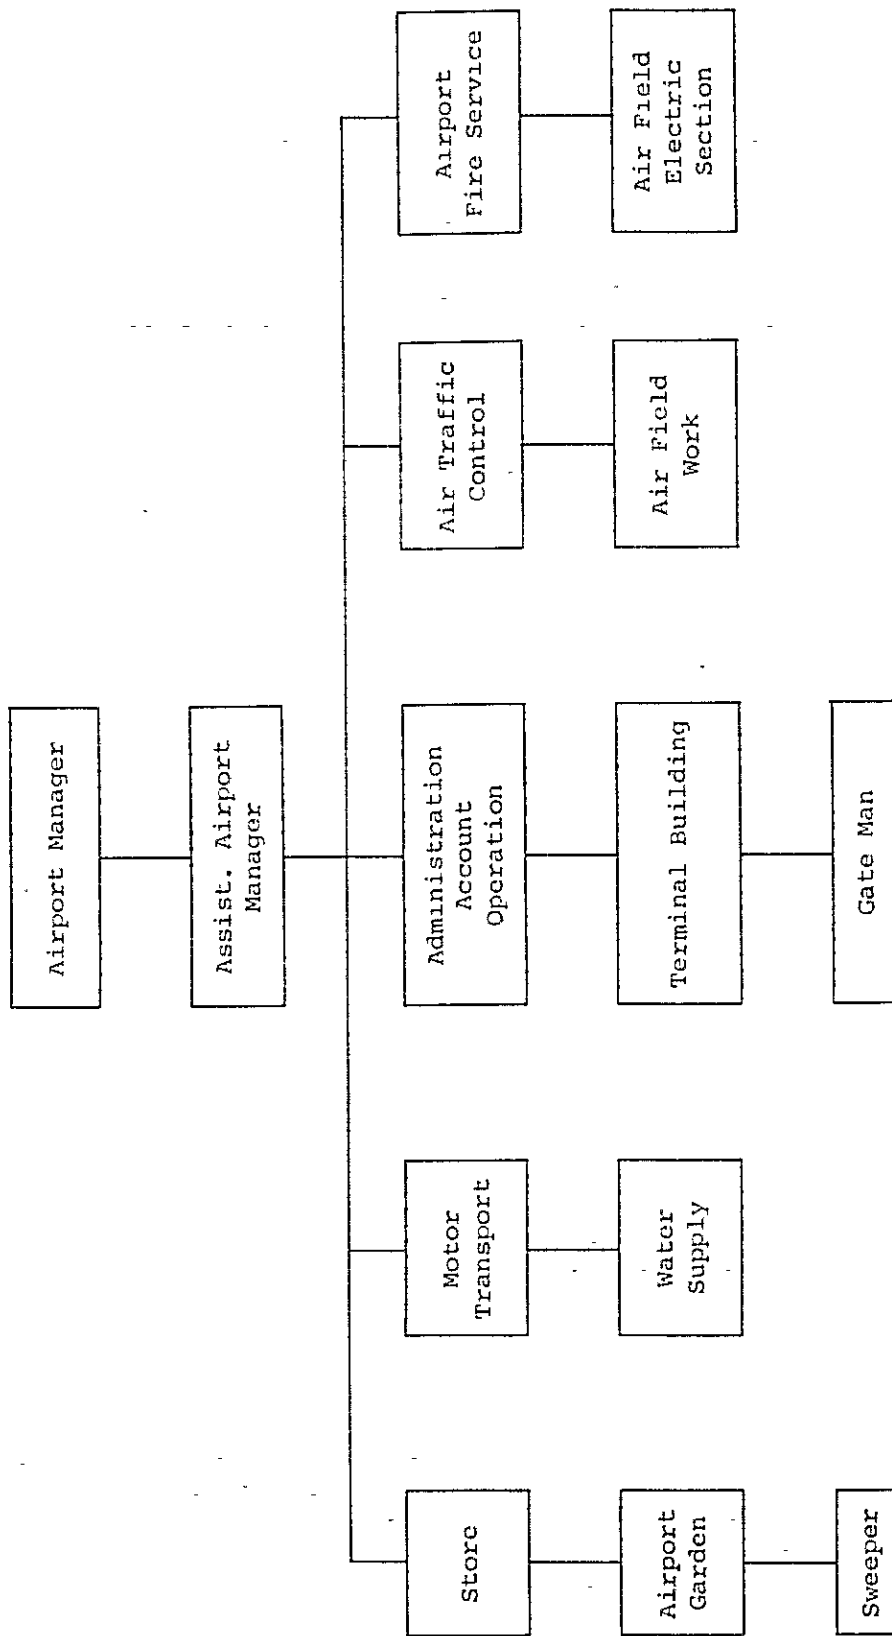 Airport Manager
Assist. Airport
Manager
Store
Motor
Transport
Administration
Account
Operation
Air Traffic
Control
Airport
Fire Service
Airport
Garden
Water
Supply
Terminal Building
Air Field
Work
Air Field
Electric
Section
Sweeper
Gate Man